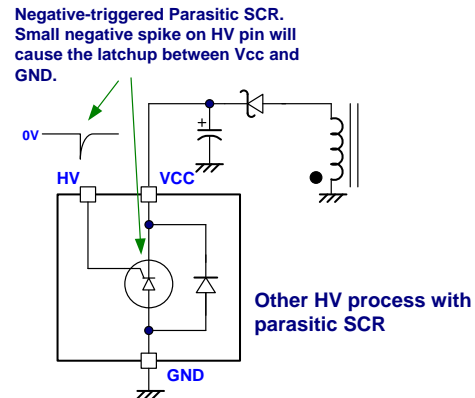 Negative-triggered Parasitic SCR.
Small negative spike on HV pin will
cause the latchup between Vcc and
GND.
+
0V
HV
VCC
Other HV process with
parasitic SCR
GND